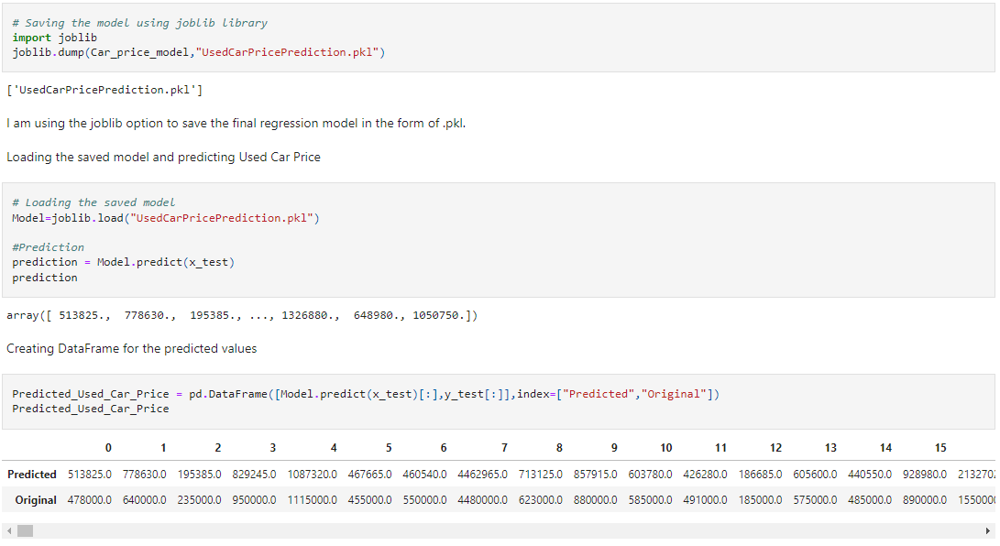 # Saving the model using joblib library
import joblib
joblib.dump(Car_price_model,"UsedCarPricePrediction.pkl")
['UsedCarPricePrediction.pkl']
I am using the joblib option to save the final regression model in the form of .pkl.
Loading the saved model and predicting Used Car Price
# Loading the saved model
Model=joblib.load("UsedCarPricePrediction.pkl")
#Prediction
prediction = Model.predict(x_test)
prediction
array([ 513825.,  778630.,  195385., ..., 1326880.,  648980., 1050750.])
Creating DataFrame for the predicted values
Predicted_Used_Car_Price = pd.DataFrame([Model.predict(x_test)[:],y_test[:]],index=["Predicted","Original"])
Predicted_Used_Car_Price
0 1 2 3 4 5 6 7 8 9 10 11 12 13 14 15
Predicted 513825.0 778630.0 195385.0 829245.0 1087320.0 467665.0 460540.0 4462965.0 713125.0 857915.0 603780.0 426280.0 186685.0 605600.0 440550.0 928980.0
Original 478000.0 640000.0 235000.0 950000.0 1115000.0 455000.0 550000.0 4480000.0 623000.0 880000.0 585000.0 491000.0 185000.0 575000.0 485000.0 890000.0